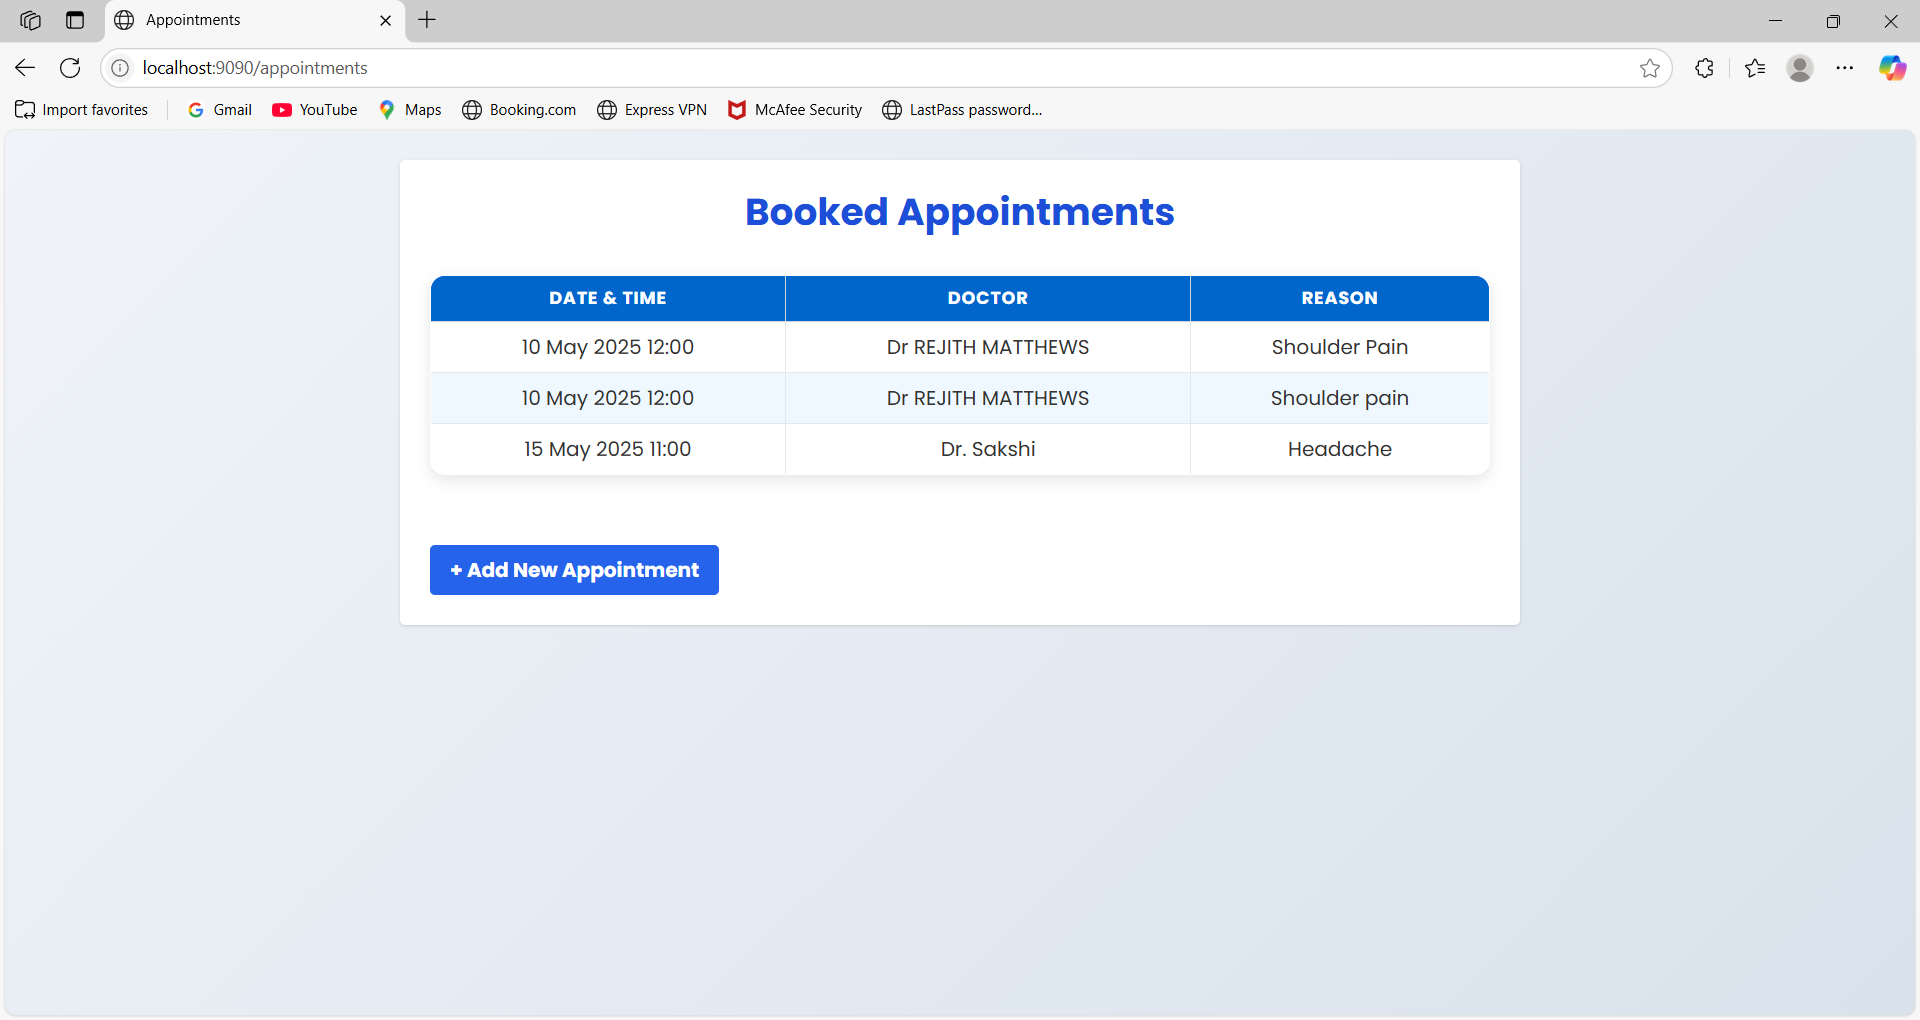 Appointments
localhost:9090/appointments
Import favorites Gmail YouTube Maps Booking.com Express VPN McAfee Security LastPass password...
Booked Appointments
DATE & TIME DOCTOR REASON
10 May 2025 12:00 Dr REJITH MATTHEWS Shoulder Pain
10 May 2025 12:00 Dr REJITH MATTHEWS Shoulder pain
15 May 2025 11:00 Dr. Sakshi Headache
+ Add New Appointment